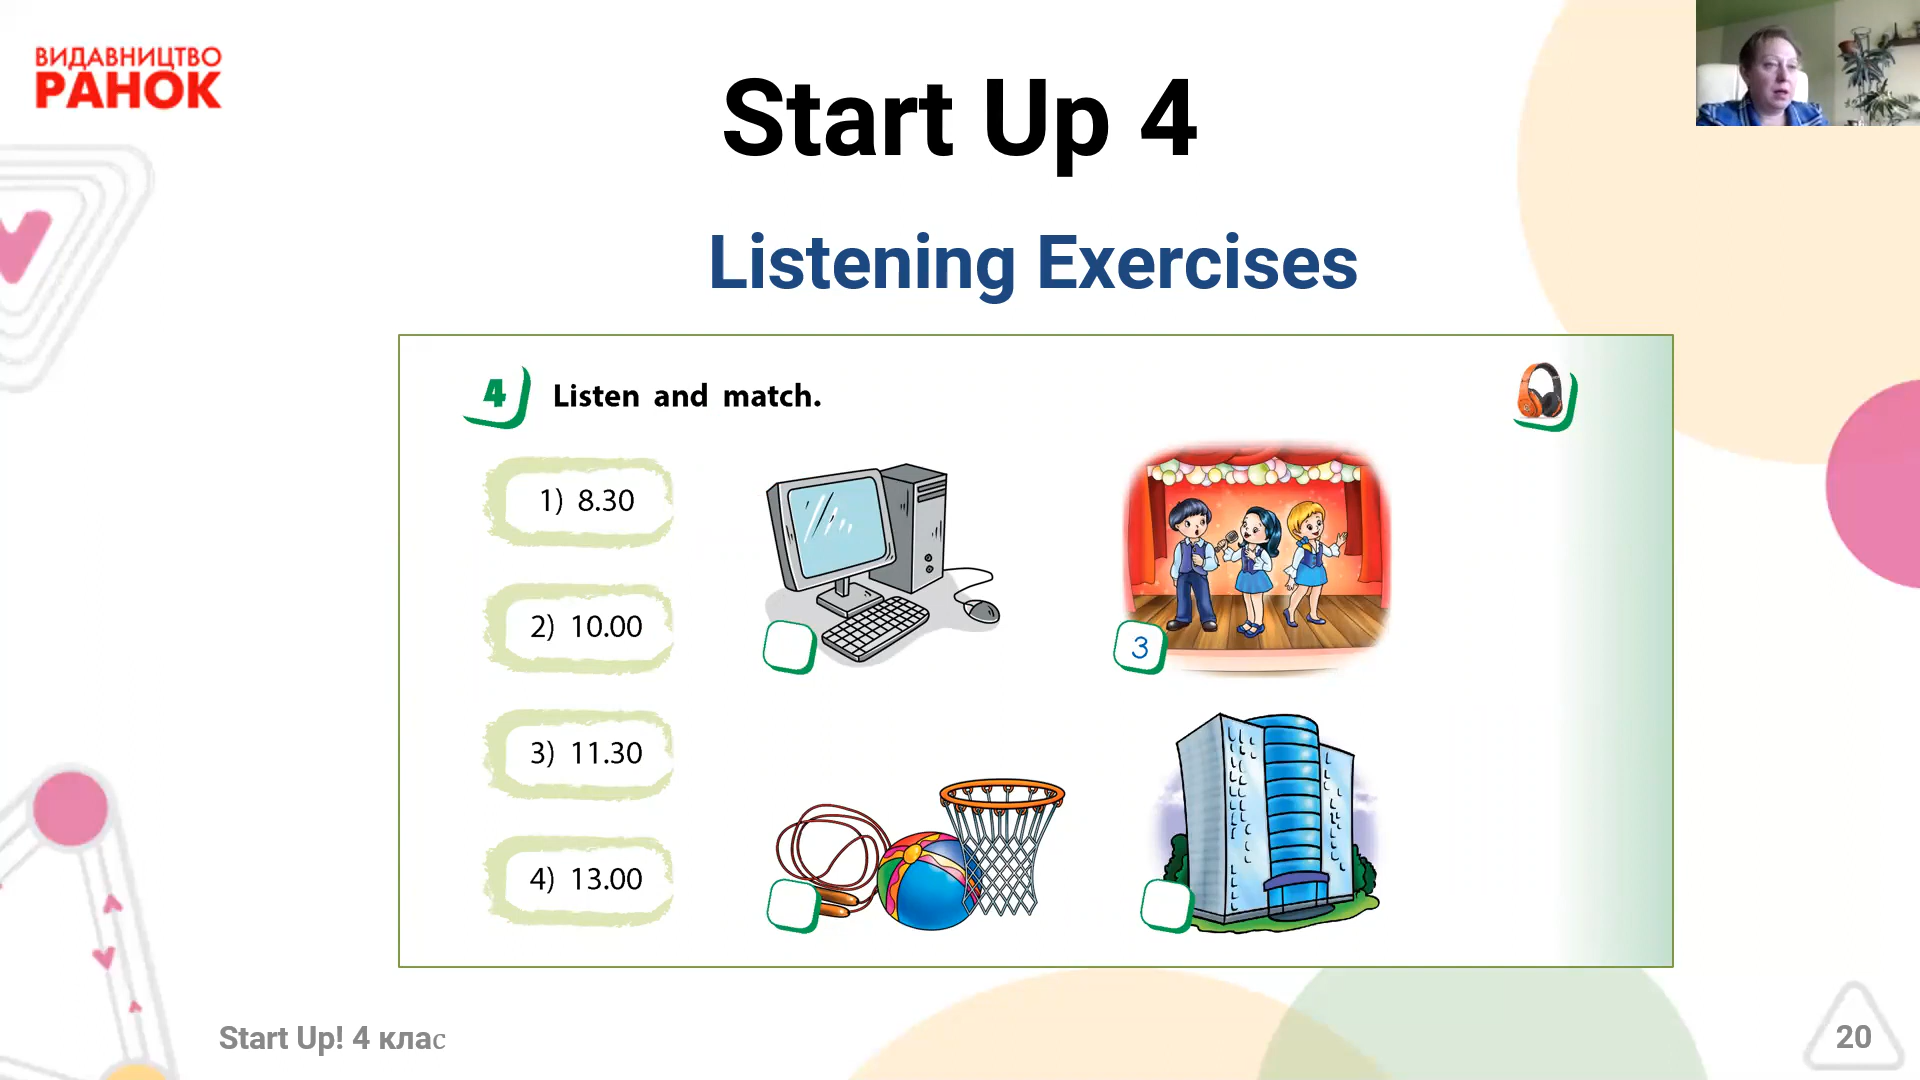 ВИДАВНИЦТВО
РАНОК
Start Up 4
Listening Exercises
4 Listen and match.
1) 8.30
2) 10.00
3
3) 11.30
4) 13.00
Start Up! 4 клас
20